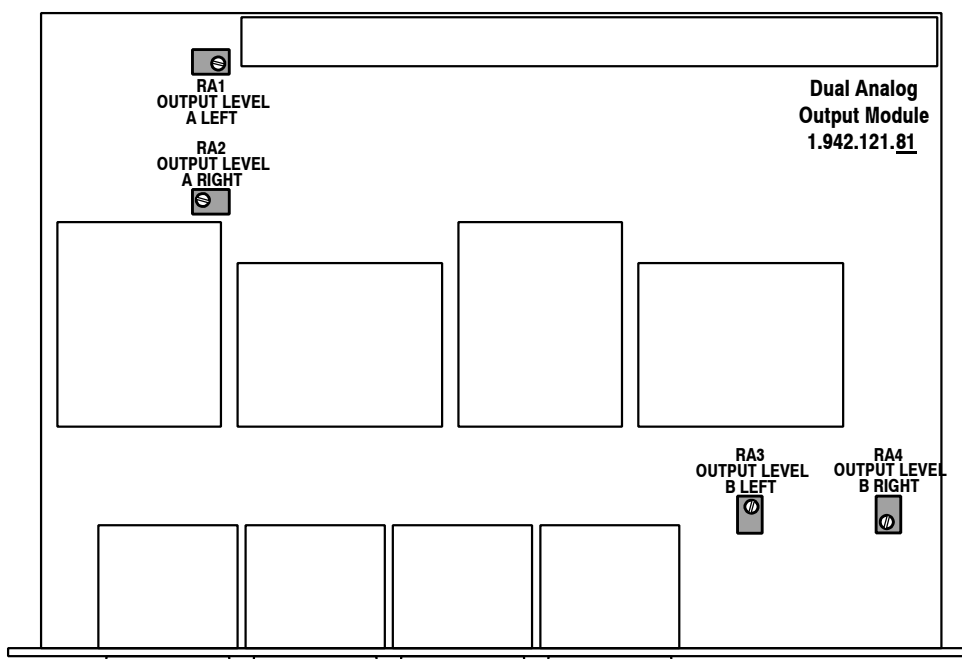 RA1
OUTPUT LEVEL
A LEFT
Dual Analog
Output Module
1.942.121.81
RA2
OUTPUT LEVEL
A RIGHT
RA3
OUTPUT LEVEL
B LEFT
RA4
OUTPUT LEVEL
B RIGHT